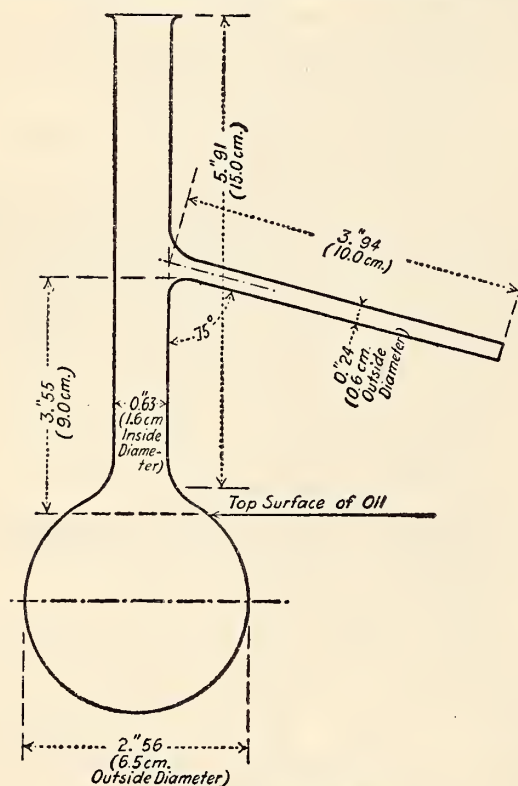 5."91
(15.0 cm.)
3."94
(10.0 cm.)
75°
0."24
(0.6 cm.
Outside
Diameter)
3."55
(9.0 cm.)
0."63
(1.6 cm
Inside
Diame-
ter)
Top Surface of Oil
2."56
(6.5 cm.
Outside Diameter)